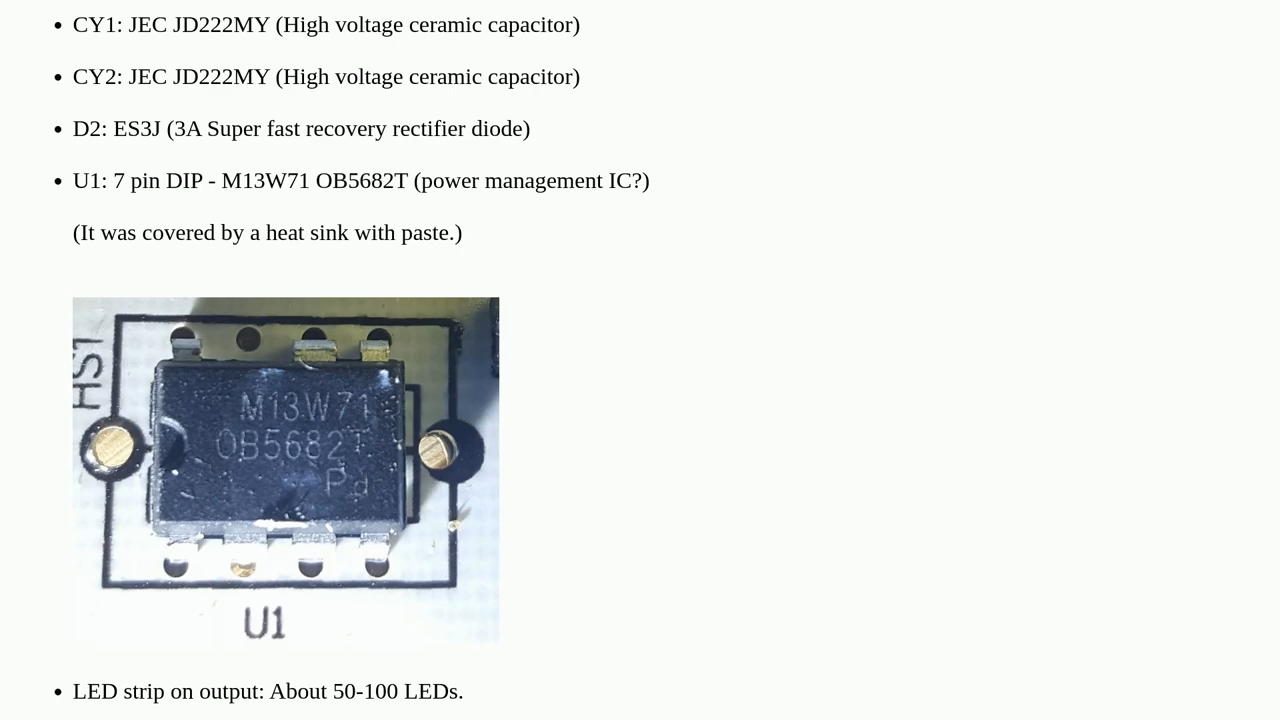 • CY1: JEC JD222MY (High voltage ceramic capacitor)
• CY2: JEC JD222MY (High voltage ceramic capacitor)
• D2: ES3J (3A Super fast recovery rectifier diode)
• U1: 7 pin DIP - M13W71 OB5682T (power management IC?)
(It was covered by a heat sink with paste.)
HS1
M13W71
OB5682T
Pd
U1
• LED strip on output: About 50-100 LEDs.